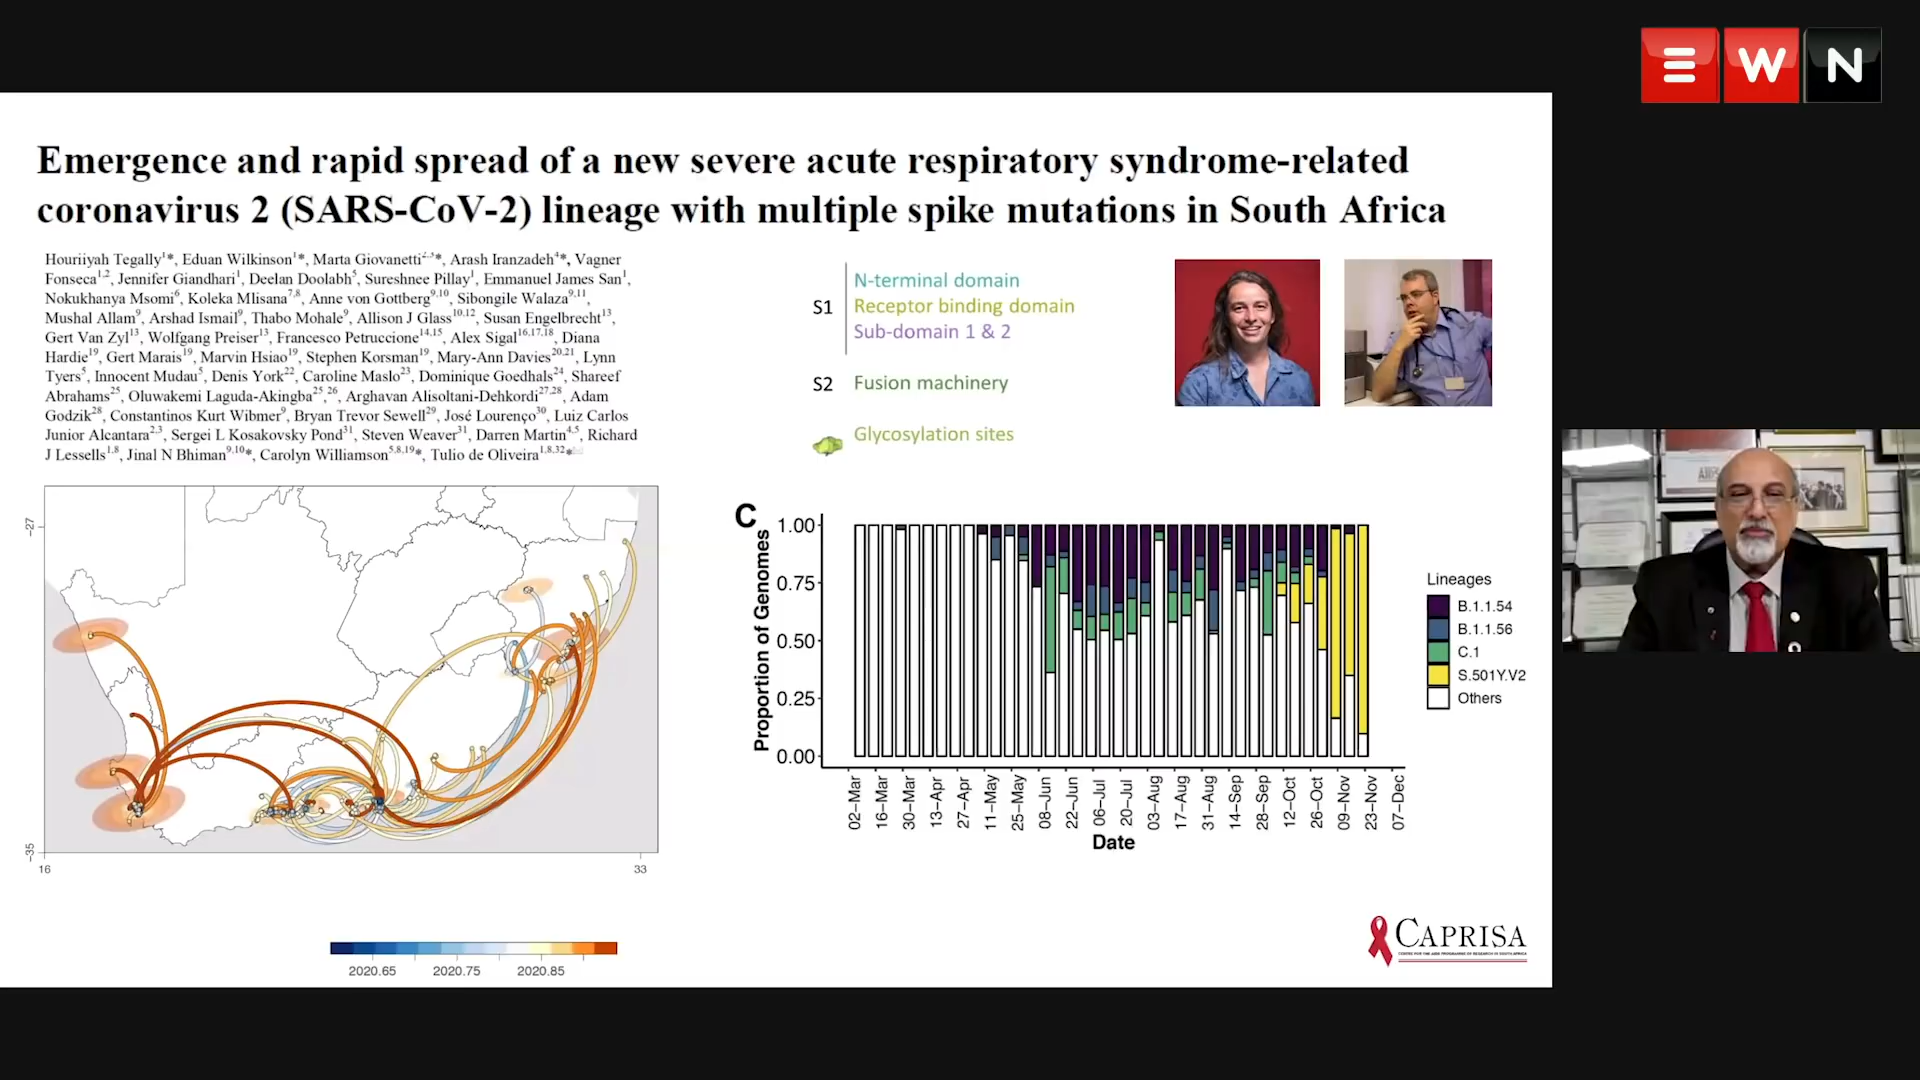 EWN
Emergence and rapid spread of a new severe acute respiratory syndrome-related
coronavirus 2 (SARS-CoV-2) lineage with multiple spike mutations in South Africa
Houriiyah Tegally¹*, Eduan Wilkinson¹*, Marta Giovanetti²,³*, Arash Iranzadeh⁴*, Vagner
Fonseca¹,², Jennifer Giandhari¹, Deelan Doolabh⁵, Sureshnee Pillay¹, Emmanuel James San¹,
Nokukhanya Msomi⁶, Koleka Mlisana⁷,⁸, Anne von Gottberg⁹,¹⁰, Sibongile Walaza⁹,¹¹,
Mushal Allam⁹, Arshad Ismail⁹, Thabo Mohale⁹, Allison J Glass¹⁰,¹², Susan Engelbrecht¹³,
Gert Van Zyl¹³, Wolfgang Preiser¹³, Francesco Petruccione¹⁴,¹⁵, Alex Sigal¹⁶,¹⁷,¹⁸, Diana
Hardie¹⁹, Gert Marais¹⁹, Marvin Hsiao¹⁹, Stephen Korsman¹⁹, Mary-Ann Davies²⁰,²¹, Lynn
Tyers⁵, Innocent Mudau⁵, Denis York²², Caroline Maslo²³, Dominique Goedhals²⁴, Shareef
Abrahams²⁵, Oluwakemi Laguda-Akingba²⁵,²⁶, Arghavan Alisoltani-Dehkordi²⁷,²⁸, Adam
Godzik²⁸, Constantinos Kurt Wibmer⁹, Bryan Trevor Sewell²⁹, José Lourenço³⁰, Luiz Carlos
Junior Alcantara²,³, Sergei L Kosakovsky Pond³¹, Steven Weaver³¹, Darren Martin⁴,⁵, Richard
J Lessells¹,⁸, Jinal N Bhiman⁹,¹⁰*, Carolyn Williamson⁵,⁸,¹⁹*, Tulio de Oliveira¹,⁸,³²*
S1
N-terminal domain
Receptor binding domain
Sub-domain 1 & 2
S2 Fusion machinery
Glycosylation sites
-27
-35
16
33
2020.65 2020.75 2020.85
C
Proportion of Genomes
1.00
0.75
0.50
0.25
0.00
02-Mar
16-Mar
30-Mar
13-Apr
27-Apr
11-May
25-May
08-Jun
22-Jun
06-Jul
20-Jul
03-Aug
17-Aug
31-Aug
14-Sep
28-Sep
12-Oct
26-Oct
09-Nov
23-Nov
07-Dec
Date
Lineages
B.1.1.54
B.1.1.56
C.1
S.501Y.V2
Others
CAPRISA
CENTRE FOR THE AIDS PROGRAMME OF RESEARCH IN SOUTH AFRICA